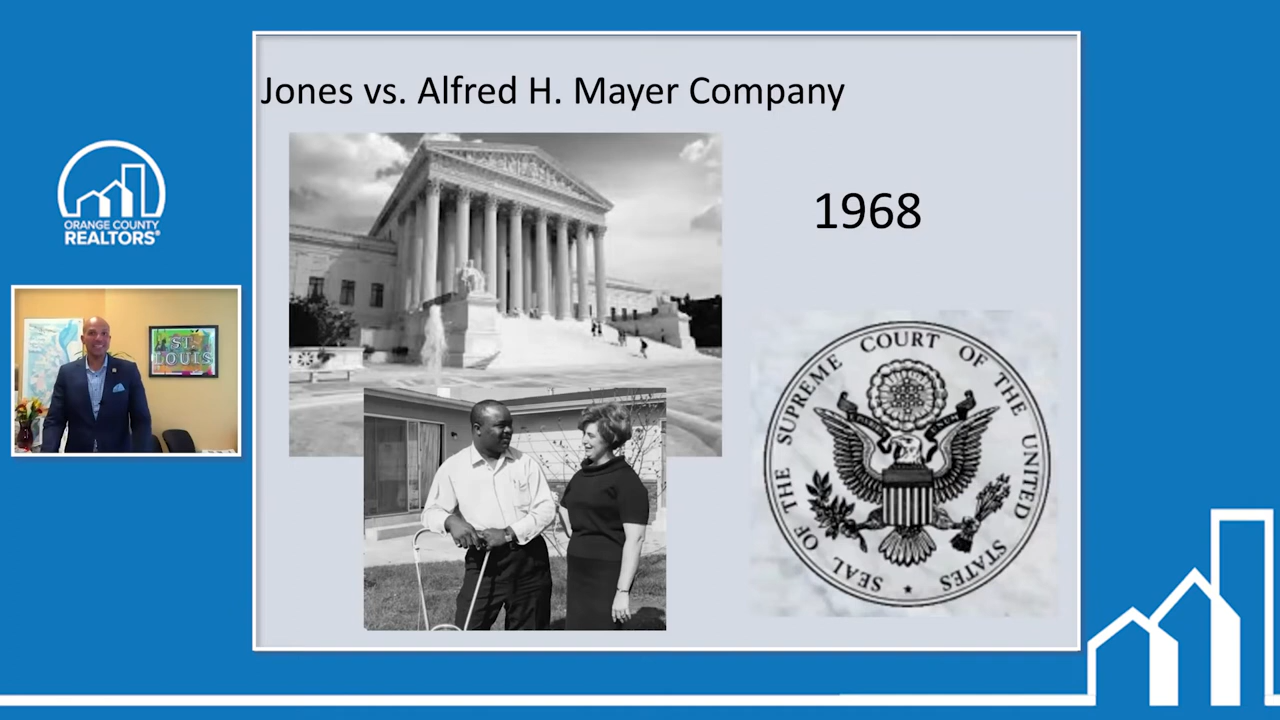 Jones vs. Alfred H. Mayer Company
1968
ORANGE COUNTY
REALTORS®
ST.
LOUIS
SEAL OF THE SUPREME COURT OF THE UNITED STATES